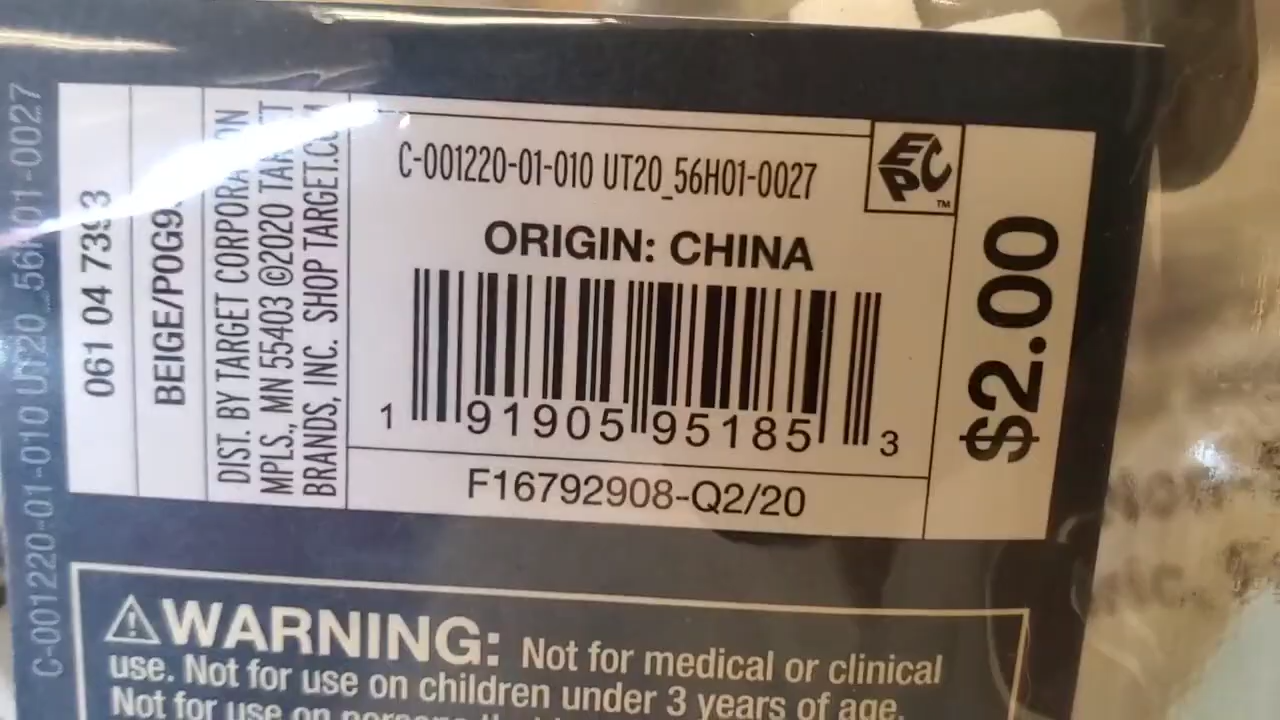 C-001220-01-010 UT20_56H01-0027
061 04 7393
BEIGE/POG9
DIST. BY TARGET CORPORATION
MPLS., MN 55403 ©2020 TARGET
BRANDS, INC. SHOP TARGET.COM
C-001220-01-010 UT20_56H01-0027
EPC
TM
ORIGIN: CHINA
1 91905 95185 3
F16792908-Q2/20
$2.00
⚠WARNING: Not for medical or clinical
use. Not for use on children under 3 years of age.
Not for use on persons